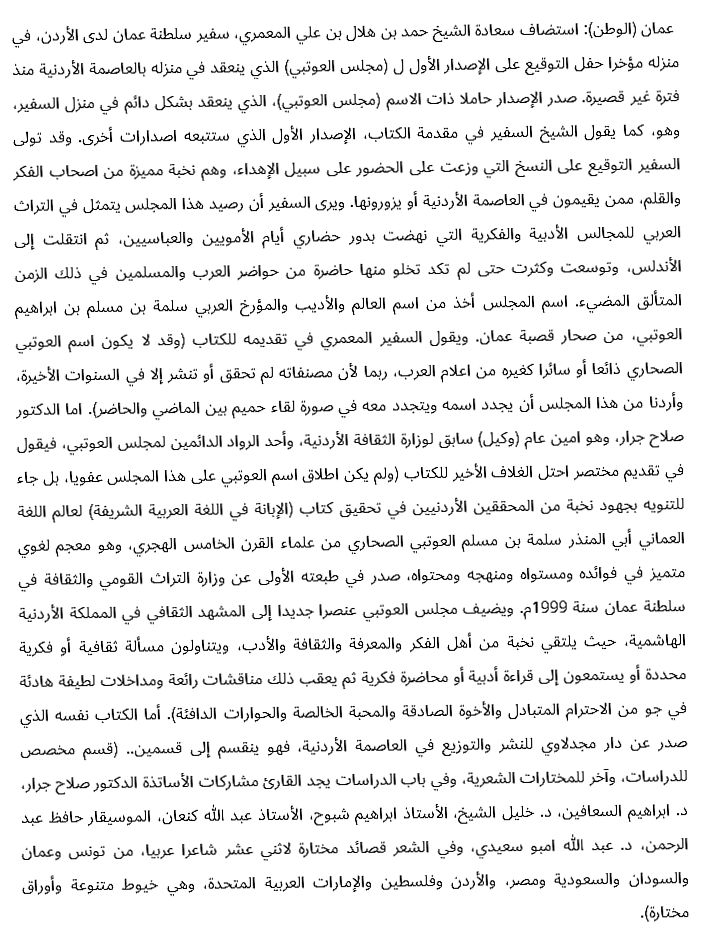 عمان (الوطن): استضاف سعادة الشيخ حمد بن هلال بن علي المعمري، سفير سلطنة عمان لدى الأردن، في
منزله مؤخرا حفل التوقيع على الإصدار الأول ل (مجلس العوتبي) الذي ينعقد في منزله بالعاصمة الأردنية منذ
فترة غير قصيرة. صدر الإصدار حاملا ذات الاسم (مجلس العوتبي)، الذي ينعقد بشكل دائم في منزل السفير،
وهو، كما يقول الشيخ السفير في مقدمة الكتاب، الإصدار الأول الذي ستتبعه اصدارات أخرى. وقد تولى
السفير التوقيع على النسخ التي وزعت على الحضور على سبيل الإهداء، وهم نخبة مميزة من اصحاب الفكر
والقلم، ممن يقيمون في العاصمة الأردنية أو يزورونها. ويرى السفير أن رصيد هذا المجلس يتمثل في التراث
العربي للمجالس الأدبية والفكرية التي نهضت بدور حضاري أيام الأمويين والعباسيين، ثم انتقلت إلى
الأندلس، وتوسعت وكثرت حتى لم تكد تخلو منها حاضرة من حواضر العرب والمسلمين في ذلك الزمن
المتألق المضيء. اسم المجلس أخذ من اسم العالم والأديب والمؤرخ العربي سلمة بن مسلم بن ابراهيم
العوتبي، من صحار قصبة عمان. ويقول السفير المعمري في تقديمه للكتاب (وقد لا يكون اسم العوتبي
الصحاري ذائعا أو سائرا كغيره من اعلام العرب، ربما لأن مصنفاته لم تحقق أو تنشر إلا في السنوات الأخيرة،
وأردنا من هذا المجلس أن يجدد اسمه ويتجدد معه في صورة لقاء حميم بين الماضي والحاضر). اما الدكتور
صلاح جرار، وهو امين عام (وكيل) سابق لوزارة الثقافة الأردنية، وأحد الرواد الدائمين لمجلس العوتبي، فيقول
في تقديم مختصر احتل الغلاف الأخير للكتاب (ولم يكن اطلاق اسم العوتبي على هذا المجلس عفويا، بل جاء
للتنويه بجهود نخبة من المحققين الأردنيين في تحقيق كتاب (الإبانة في اللغة العربية الشريفة) لعالم اللغة
العماني أبي المنذر سلمة بن مسلم العوتبي الصحاري من علماء القرن الخامس الهجري، وهو معجم لغوي
متميز في فوائده ومستواه ومنهجه ومحتواه، صدر في طبعته الأولى عن وزارة التراث القومي والثقافة في
سلطنة عمان سنة 1999م. ويضيف مجلس العوتبي عنصرا جديدا إلى المشهد الثقافي في المملكة الأردنية
الهاشمية، حيث يلتقي نخبة من أهل الفكر والمعرفة والثقافة والأدب، ويتناولون مسألة ثقافية أو فكرية
محددة أو يستمعون إلى قراءة أدبية أو محاضرة فكرية ثم يعقب ذلك مناقشات رائعة ومداخلات لطيفة هادئة
في جو من الاحترام المتبادل والأخوة الصادقة والمحبة الخالصة والحوارات الدافئة). أما الكتاب نفسه الذي
صدر عن دار مجدلاوي للنشر والتوزيع في العاصمة الأردنية، فهو ينقسم إلى قسمين.. (قسم مخصص
للدراسات، وآخر للمختارات الشعرية، وفي باب الدراسات يجد القارئ مشاركات الأساتذة الدكتور صلاح جرار،
د. ابراهيم السعافين، د. خليل الشيخ، الأستاذ ابراهيم شبوح، الأستاذ عبد الله كنعان، الموسيقار حافظ عبد
الرحمن، د. عبد الله امبو سعيدي، وفي الشعر قصائد مختارة لاثني عشر شاعرا عربيا، من تونس وعمان
والسودان والسعودية ومصر، والأردن وفلسطين والإمارات العربية المتحدة، وهي خيوط متنوعة وأوراق
مختارة).